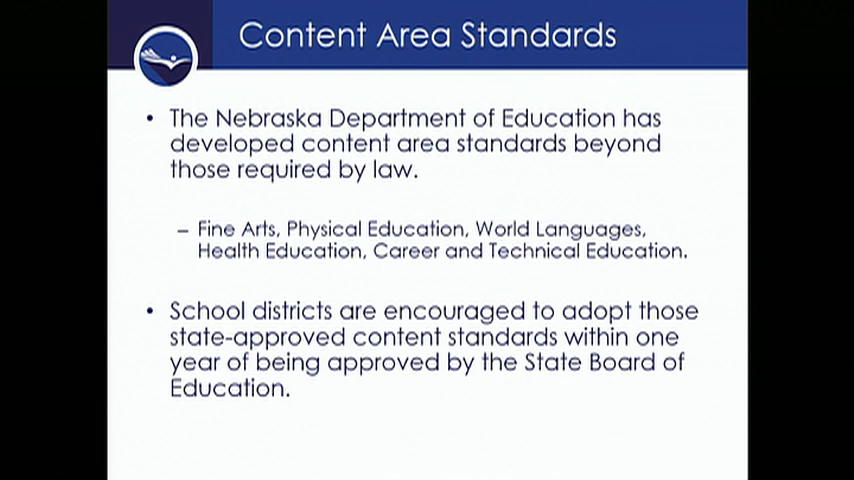 Content Area Standards
• The Nebraska Department of Education has
developed content area standards beyond
those required by law.
– Fine Arts, Physical Education, World Languages,
Health Education, Career and Technical Education.
• School districts are encouraged to adopt those
state-approved content standards within one
year of being approved by the State Board of
Education.